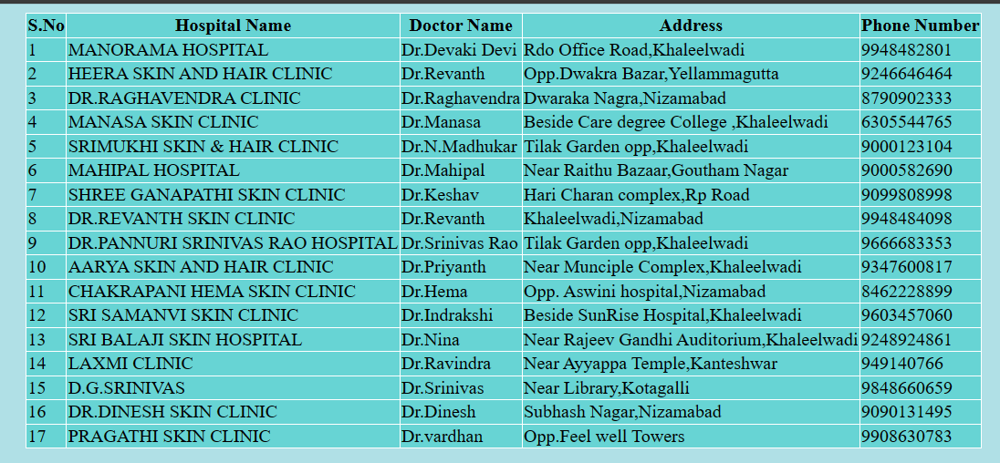 S.No Hospital Name Doctor Name Address Phone Number
1 MANORAMA HOSPITAL Dr.Devaki Devi Rdo Office Road,Khaleelwadi 9948482801
2 HEERA SKIN AND HAIR CLINIC Dr.Revanth Opp.Dwakra Bazar,Yellammagutta 9246646464
3 DR.RAGHAVENDRA CLINIC Dr.Raghavendra Dwaraka Nagra,Nizamabad 8790902333
4 MANASA SKIN CLINIC Dr.Manasa Beside Care degree College ,Khaleelwadi 6305544765
5 SRIMUKHI SKIN & HAIR CLINIC Dr.N.Madhukar Tilak Garden opp,Khaleelwadi 9000123104
6 MAHIPAL HOSPITAL Dr.Mahipal Near Raithu Bazaar,Goutham Nagar 9000582690
7 SHREE GANAPATHI SKIN CLINIC Dr.Keshav Hari Charan complex,Rp Road 9099808998
8 DR.REVANTH SKIN CLINIC Dr.Revanth Khaleelwadi,Nizamabad 9948484098
9 DR.PANNURI SRINIVAS RAO HOSPITAL Dr.Srinivas Rao Tilak Garden opp,Khaleelwadi 9666683353
10 AARYA SKIN AND HAIR CLINIC Dr.Priyanth Near Munciple Complex,Khaleelwadi 9347600817
11 CHAKRAPANI HEMA SKIN CLINIC Dr.Hema Opp. Aswini hospital,Nizamabad 8462228899
12 SRI SAMANVI SKIN CLINIC Dr.Indrakshi Beside SunRise Hospital,Khaleelwadi 9603457060
13 SRI BALAJI SKIN HOSPITAL Dr.Nina Near Rajeev Gandhi Auditorium,Khaleelwadi 9248924861
14 LAXMI CLINIC Dr.Ravindra Near Ayyappa Temple,Kanteshwar 949140766
15 D.G.SRINIVAS Dr.Srinivas Near Library,Kotagalli 9848660659
16 DR.DINESH SKIN CLINIC Dr.Dinesh Subhash Nagar,Nizamabad 9090131495
17 PRAGATHI SKIN CLINIC Dr.vardhan Opp.Feel well Towers 9908630783